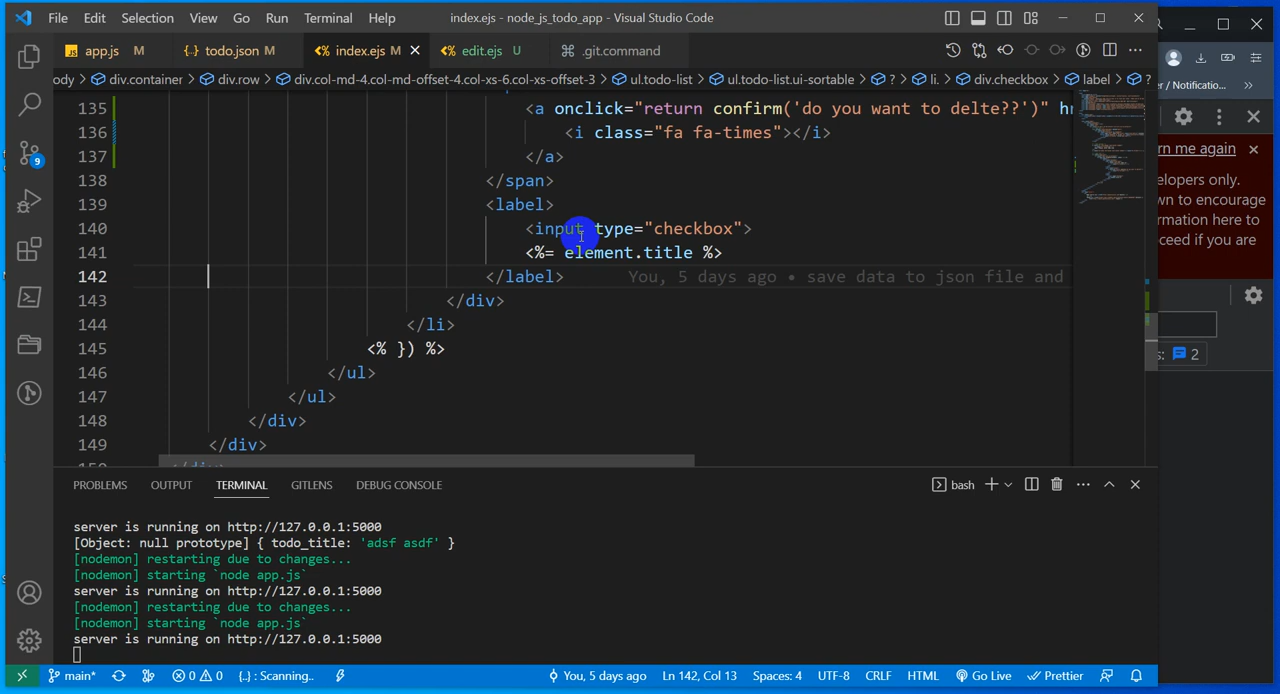 File Edit Selection View Go Run Terminal Help index.ejs - node_js_todo_app - Visual Studio Code
JS app.js M {} todo.json M <%> index.ejs M <%> edit.ejs U .git.command
ody > div.container > div.row > div.col-md-4.col-md-offset-4.col-xs-6.col-xs-offset-3 > ul.todo-list > ul.todo-list.ui-sortable > ? > li. > div.checkbox > label > ?
135 <a onclick="return confirm('do you want to delte??')" h
136 <i class="fa fa-times"></i>
137 </a>
138 </span>
139 <label>
140 <input type="checkbox">
141 <%= element.title %>
142 </label> You, 5 days ago • save data to json file and
143 </div>
144 </li>
145 <% }) %>
146 </ul>
147 </ul>
148 </div>
149 </div>
9
PROBLEMS OUTPUT TERMINAL GITLENS DEBUG CONSOLE bash
server is running on http://127.0.0.1:5000
[Object: null prototype] { todo_title: 'adsf asdf' }
[nodemon] restarting due to changes...
[nodemon] starting `node app.js`
server is running on http://127.0.0.1:5000
[nodemon] restarting due to changes...
[nodemon] starting `node app.js`
server is running on http://127.0.0.1:5000
main* 0 0 {..} : Scanning.. You, 5 days ago Ln 142, Col 13 Spaces: 4 UTF-8 CRLF HTML Go Live Prettier
er / Notificatio... »
rn me again
elopers only.
wn to encourage
rmation here to
ceed if you are
s: 2